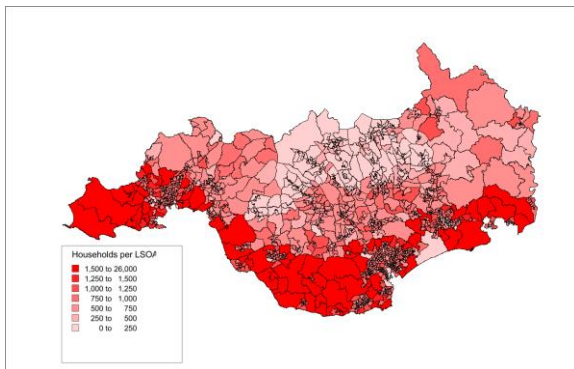 Households per LSOA
1,500 to 26,000
1,250 to 1,500
1,000 to 1,250
750 to 1,000
500 to 750
250 to 500
0 to 250